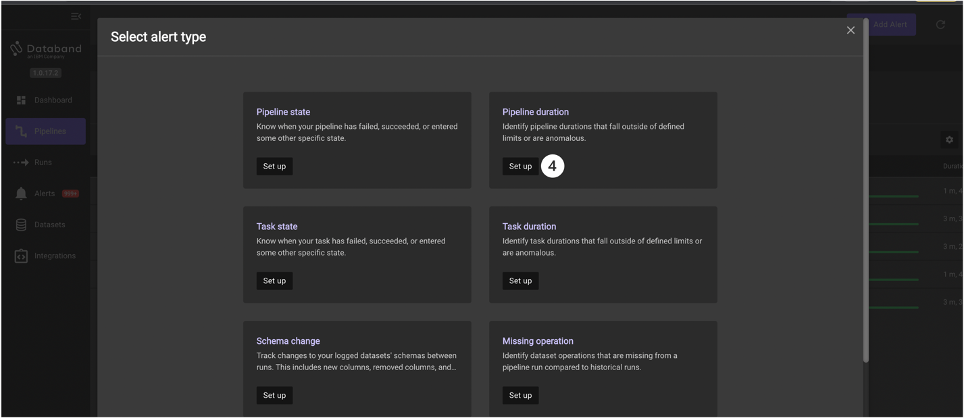 Select alert type
Add Alert
Databand
an IBM Company
1.0.17.2
Dashboard
Pipelines
Runs
Alerts
Datasets
Integrations
Pipeline state
Know when your pipeline has failed, succeeded, or entered
some other specific state.
Set up
Pipeline duration
Identify pipeline durations that fall outside of defined
limits or are anomalous.
Set up
4
Task state
Know when your task has failed, succeeded, or entered
some other specific state.
Set up
Task duration
Identify task durations that fall outside of defined limits or
are anomalous.
Set up
Schema change
Track changes to your logged datasets' schemas between
runs. This includes new columns, removed columns, and...
Set up
Missing operation
Identify dataset operations that are missing from a
pipeline run compared to historical runs.
Set up
Durati
1 m, 4
3 m, 3
3 m, 3
1 m, 4
3 m, 3